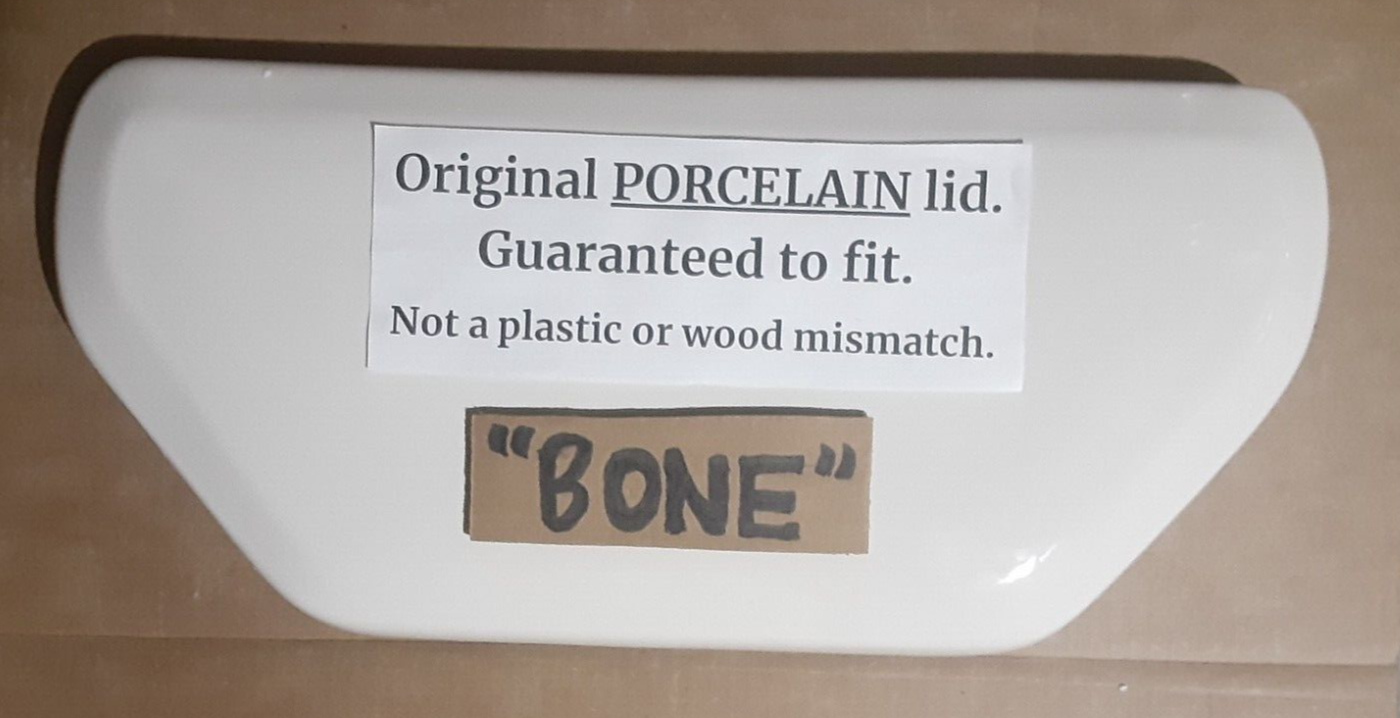 Original PORCELAIN lid.
Guaranteed to fit.
Not a plastic or wood mismatch.
"BONE"